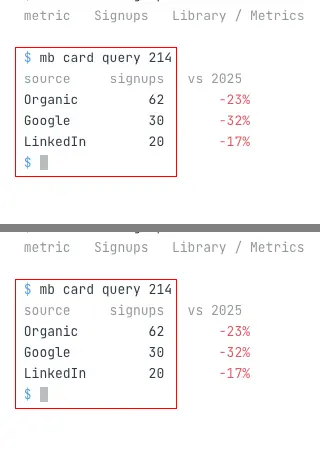 metric Signups Library / Metrics
$ mb card query 214
source signups vs 2025
Organic 62 -23%
Google 30 -32%
LinkedIn 20 -17%
$
metric Signups Library / Metrics
$ mb card query 214
source signups vs 2025
Organic 62 -23%
Google 30 -32%
LinkedIn 20 -17%
$